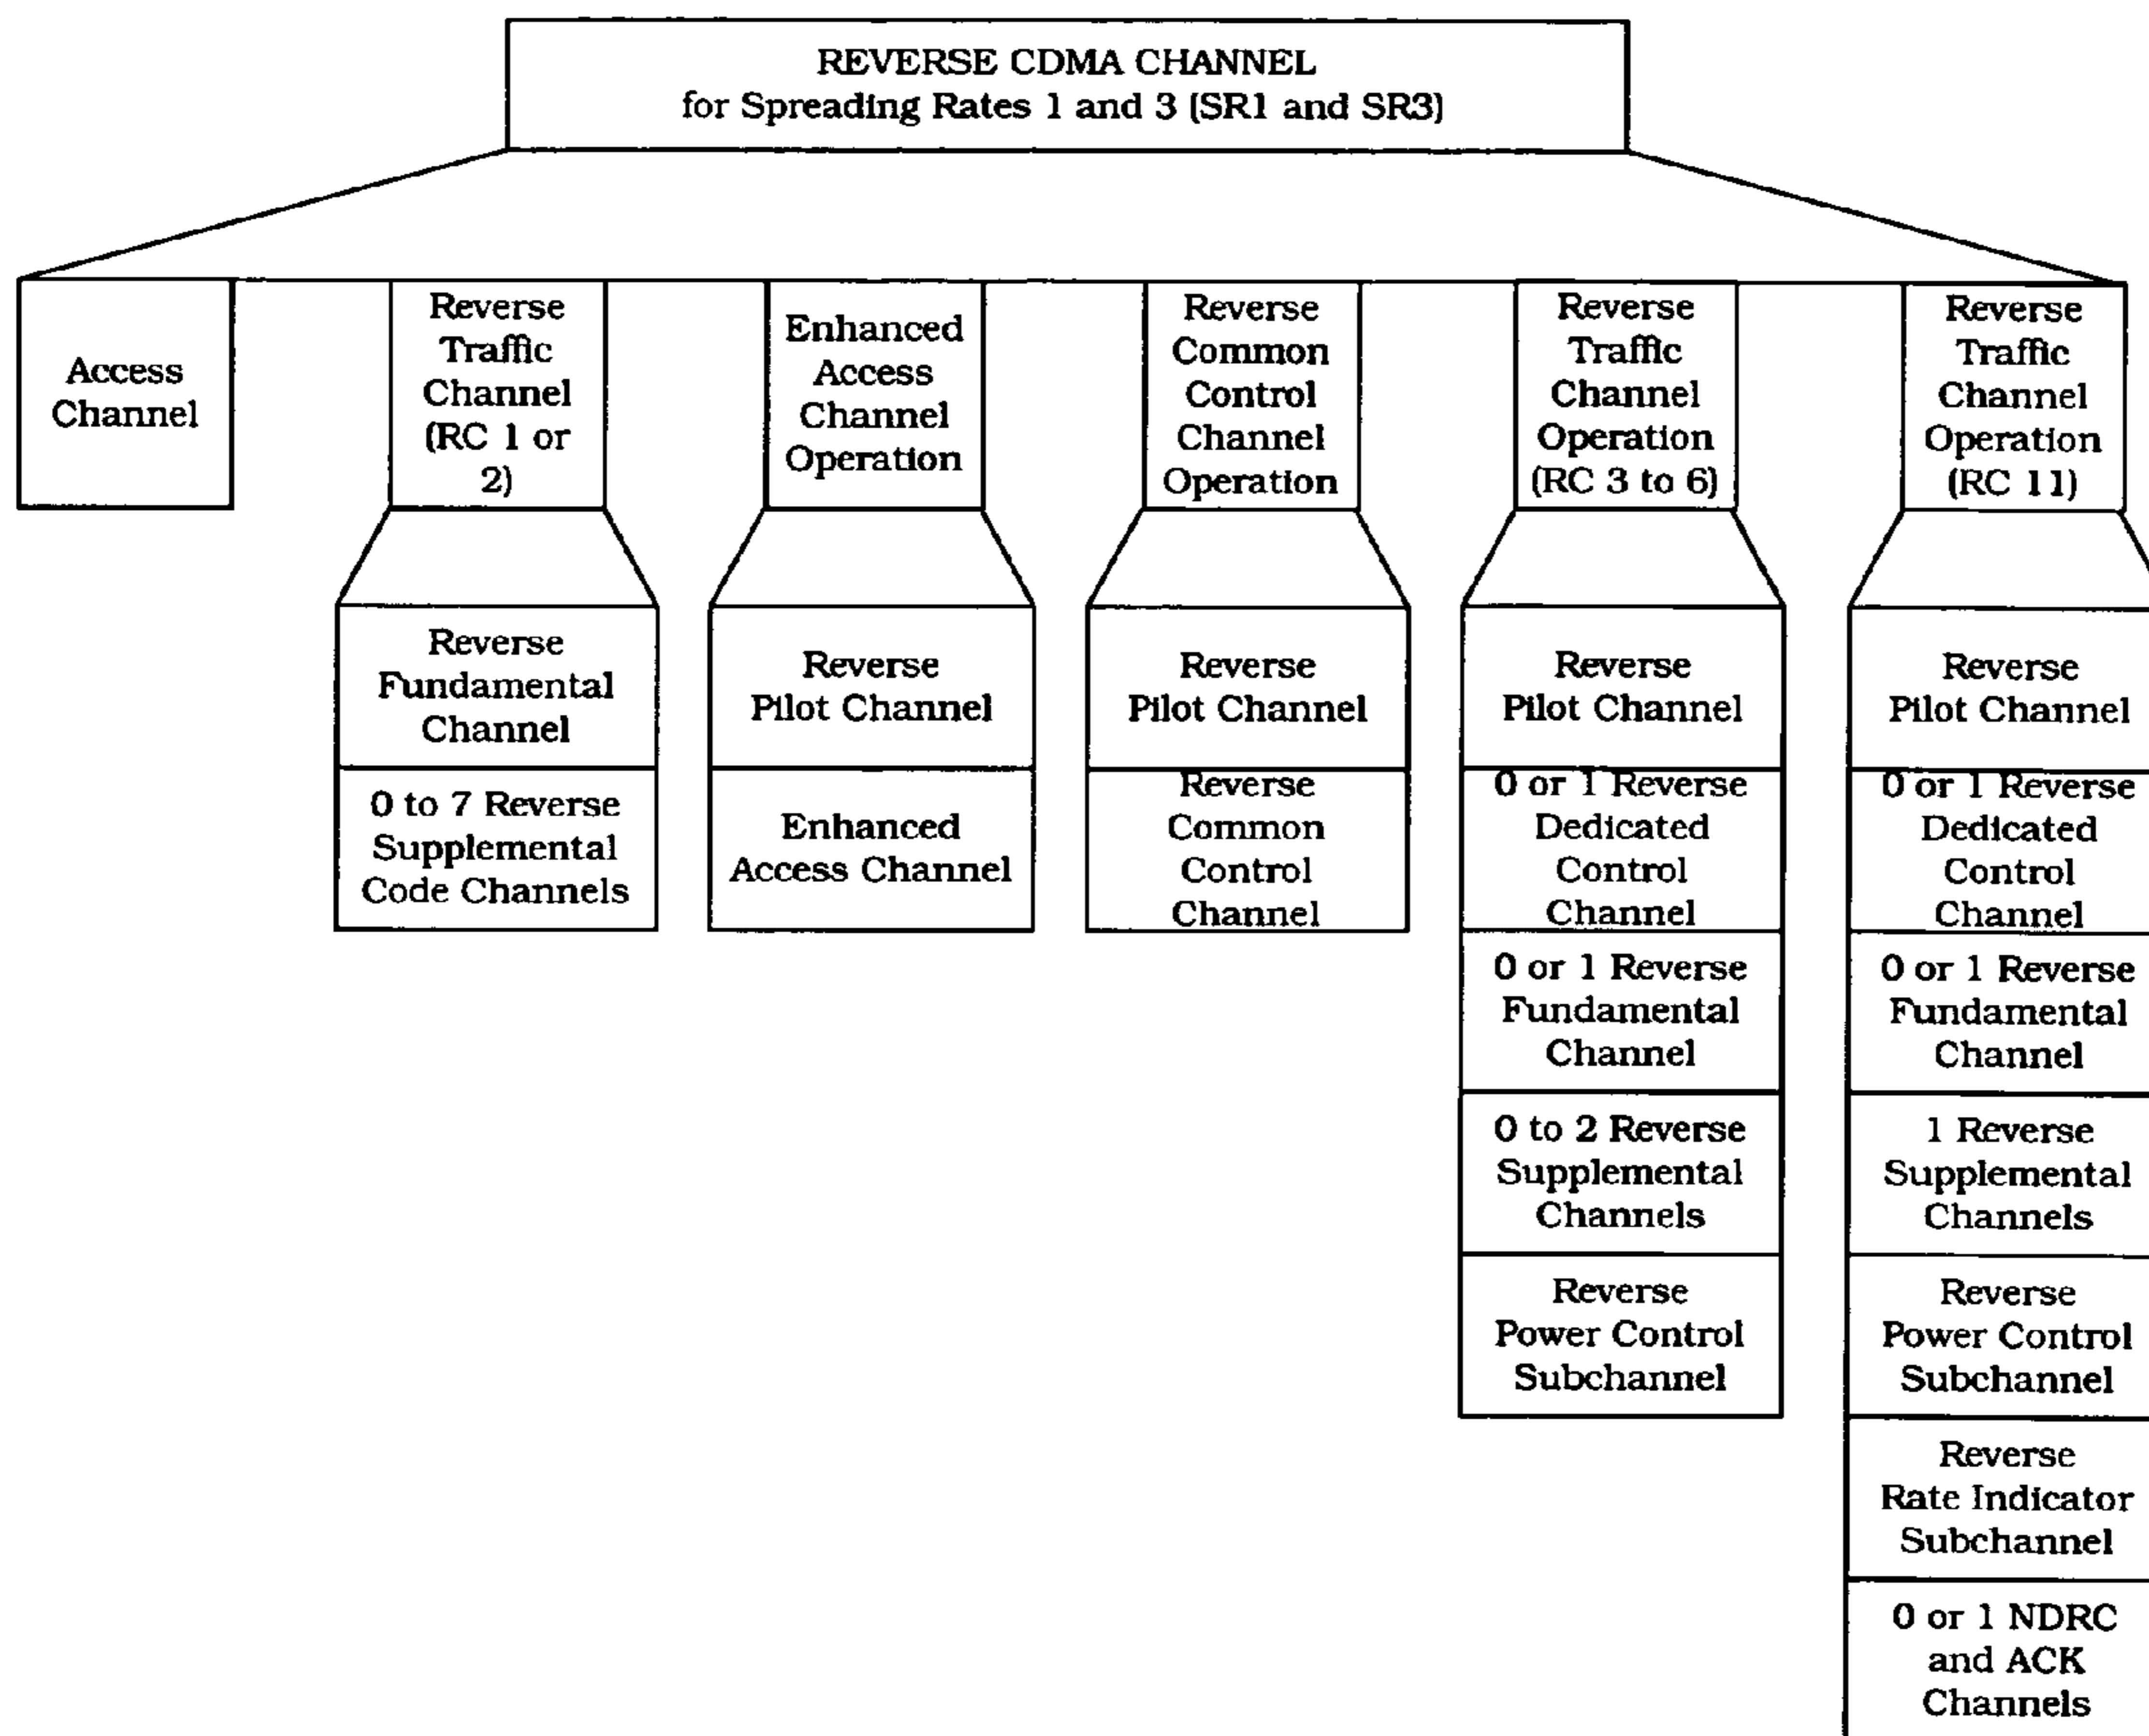 REVERSE CDMA CHANNEL
for Spreading Rates 1 and 3 (SR1 and SR3)
Access
Channel
Reverse
Traffic
Channel
(RC 1 or
2)
Enhanced
Access
Channel
Operation
Reverse
Common
Control
Channel
Operation
Reverse
Traffic
Channel
Operation
(RC 3 to 6)
Reverse
Traffic
Channel
Operation
(RC 11)
Reverse
Fundamental
Channel
0 to 7 Reverse
Supplemental
Code Channels
Reverse
Pilot Channel
Enhanced
Access Channel
Reverse
Pilot Channel
Reverse
Common
Control
Channel
Reverse
Pilot Channel
0 or 1 Reverse
Dedicated
Control
Channel
0 or 1 Reverse
Fundamental
Channel
0 to 2 Reverse
Supplemental
Channels
Reverse
Power Control
Subchannel
Reverse
Pilot Channel
0 or 1 Reverse
Dedicated
Control
Channel
0 or 1 Reverse
Fundamental
Channel
1 Reverse
Supplemental
Channels
Reverse
Power Control
Subchannel
Reverse
Rate Indicator
Subchannel
0 or 1 NDRC
and ACK
Channels